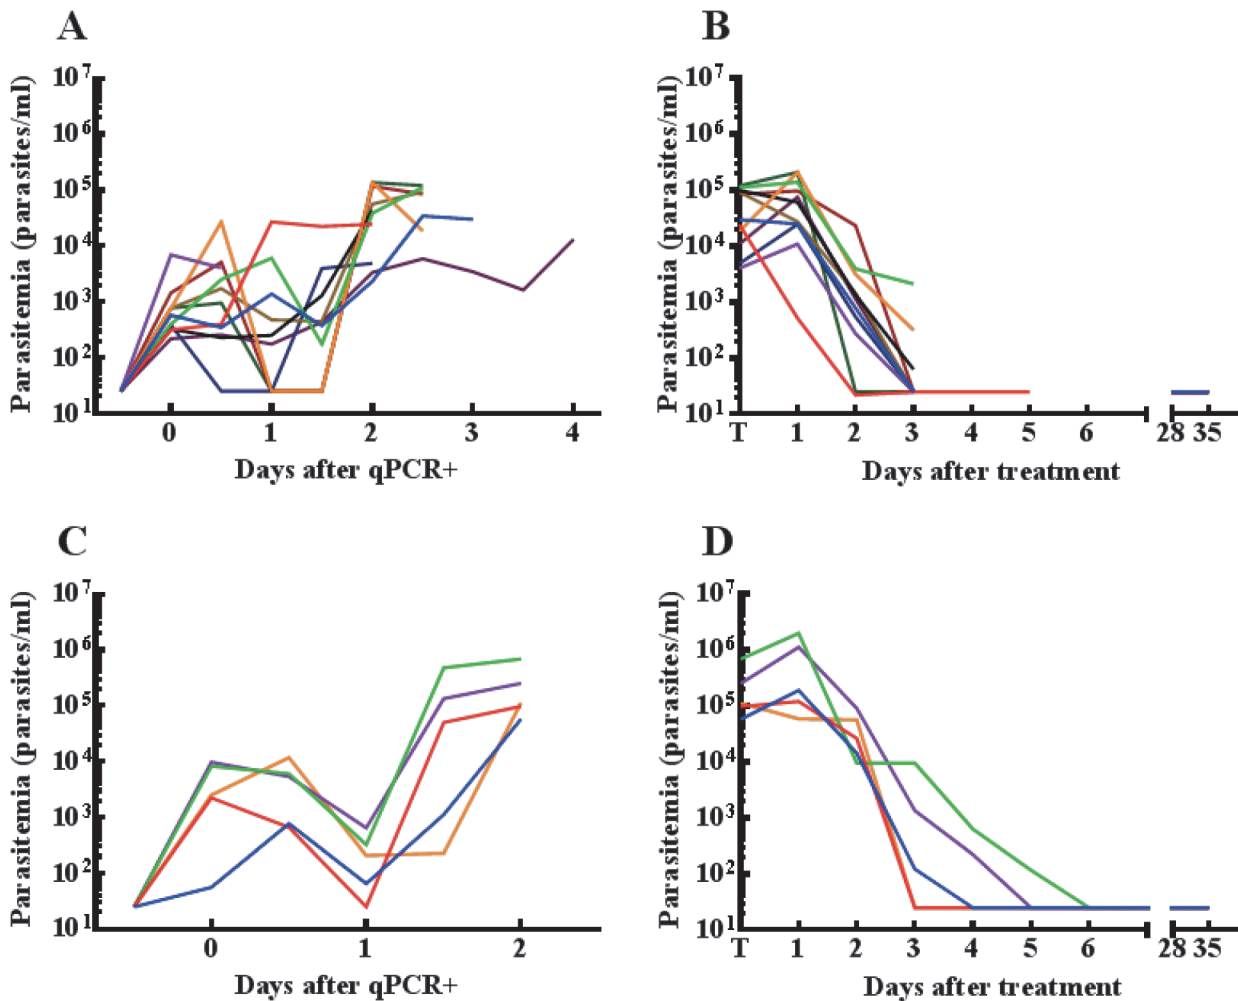 A
B
Parasitemia (parasites/ml)
10^7
10^6
10^5
10^4
10^3
10^2
10^1
0 1 2 3 4
Days after qPCR+
Parasitemia (parasites/ml)
10^7
10^6
10^5
10^4
10^3
10^2
10^1
T 1 2 3 4 5 6 28 35
Days after treatment
C
D
Parasitemia (parasites/ml)
10^7
10^6
10^5
10^4
10^3
10^2
10^1
0 1 2
Days after qPCR+
Parasitemia (parasites/ml)
10^7
10^6
10^5
10^4
10^3
10^2
10^1
T 1 2 3 4 5 6 28 35
Days after treatment